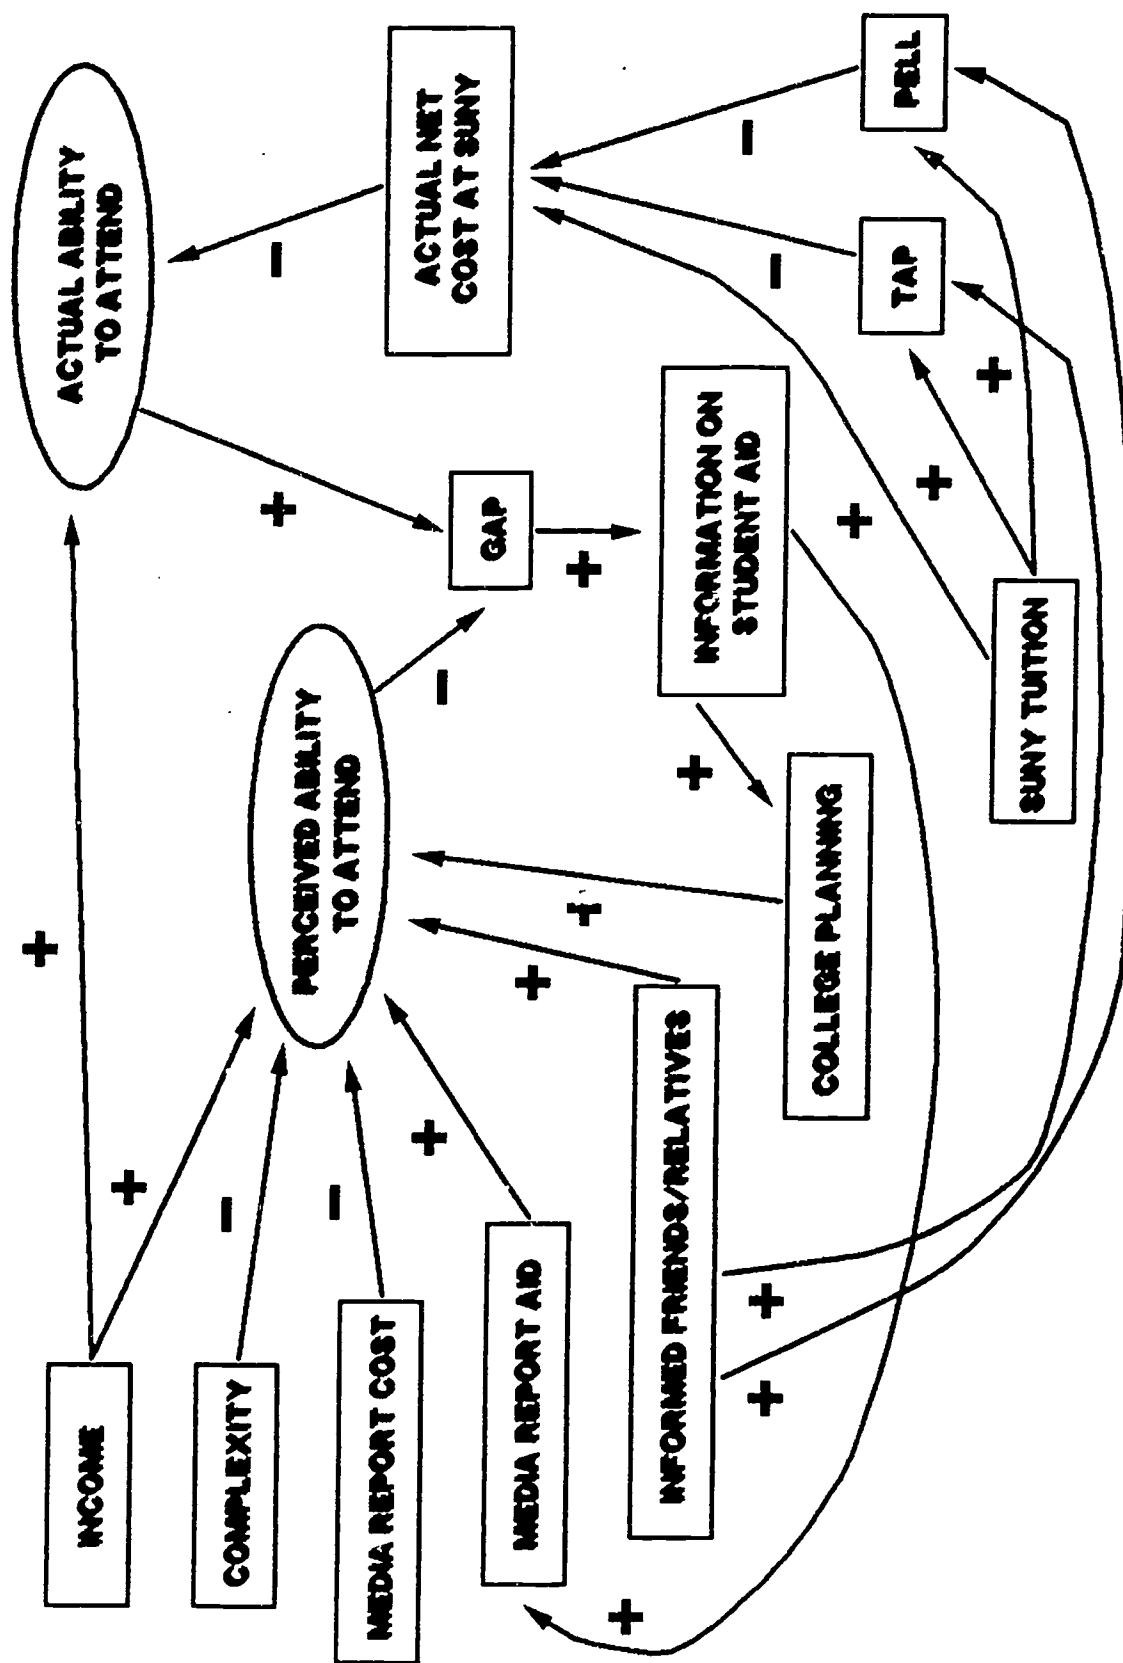 INCOME
+
+
ACTUAL ABILITY
TO ATTEND
COMPLEXITY
−
PERCEIVED ABILITY
TO ATTEND
+
−
MEDIA REPORT COST
−
+
−
GAP
ACTUAL NET
COST AT SUNY
MEDIA REPORT AID
+
+
+
+
INFORMATION ON
STUDENT AID
−
−
INFORMED FRIENDS/RELATIVES
+
+
+
+
COLLEGE PLANNING
+
+
+
TAP
PELL
SUNY TUITION
+